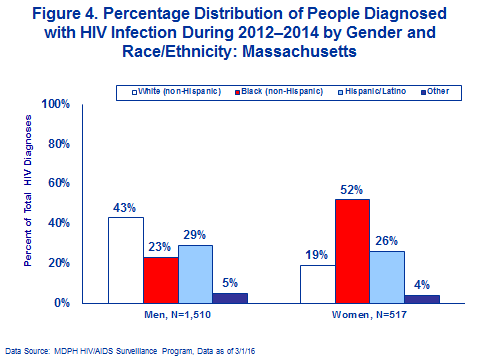 Figure 4. Percentage Distribution of People Diagnosed
with HIV Infection During 2012–2014 by Gender and
Race/Ethnicity: Massachusetts
White (non-Hispanic) Black (non-Hispanic) Hispanic/Latino Other
Percent of Total HIV Diagnoses
100%
80%
60%
40%
20%
0%
43%
23%
29%
5%
19%
52%
26%
4%
Men, N=1,510
Women, N=517
Data Source: MDPH HIV/AIDS Surveillance Program, Data as of 3/1/16